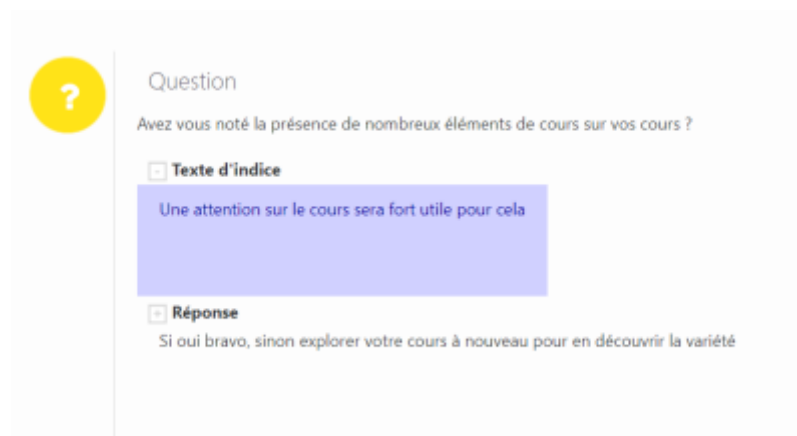 ?
Question
Avez vous noté la présence de nombreux éléments de cours sur vos cours ?
- Texte d'indice
Une attention sur le cours sera fort utile pour cela
+ Réponse
Si oui bravo, sinon explorer votre cours à nouveau pour en découvrir la variété